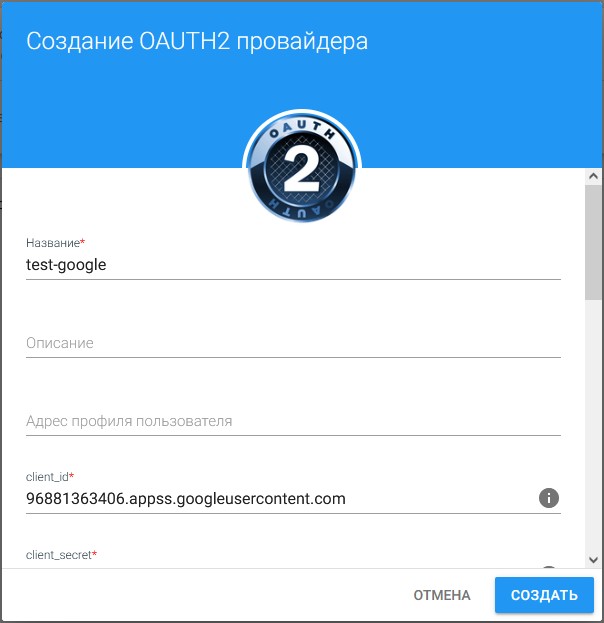 Создание OAUTH2 провайдера
OAUTH
2
OAUTH
Название*
test-google
Описание
Адрес профиля пользователя
client_id*
96881363406.appss.googleusercontent.com
client_secret*
ОТМЕНА
СОЗДАТЬ